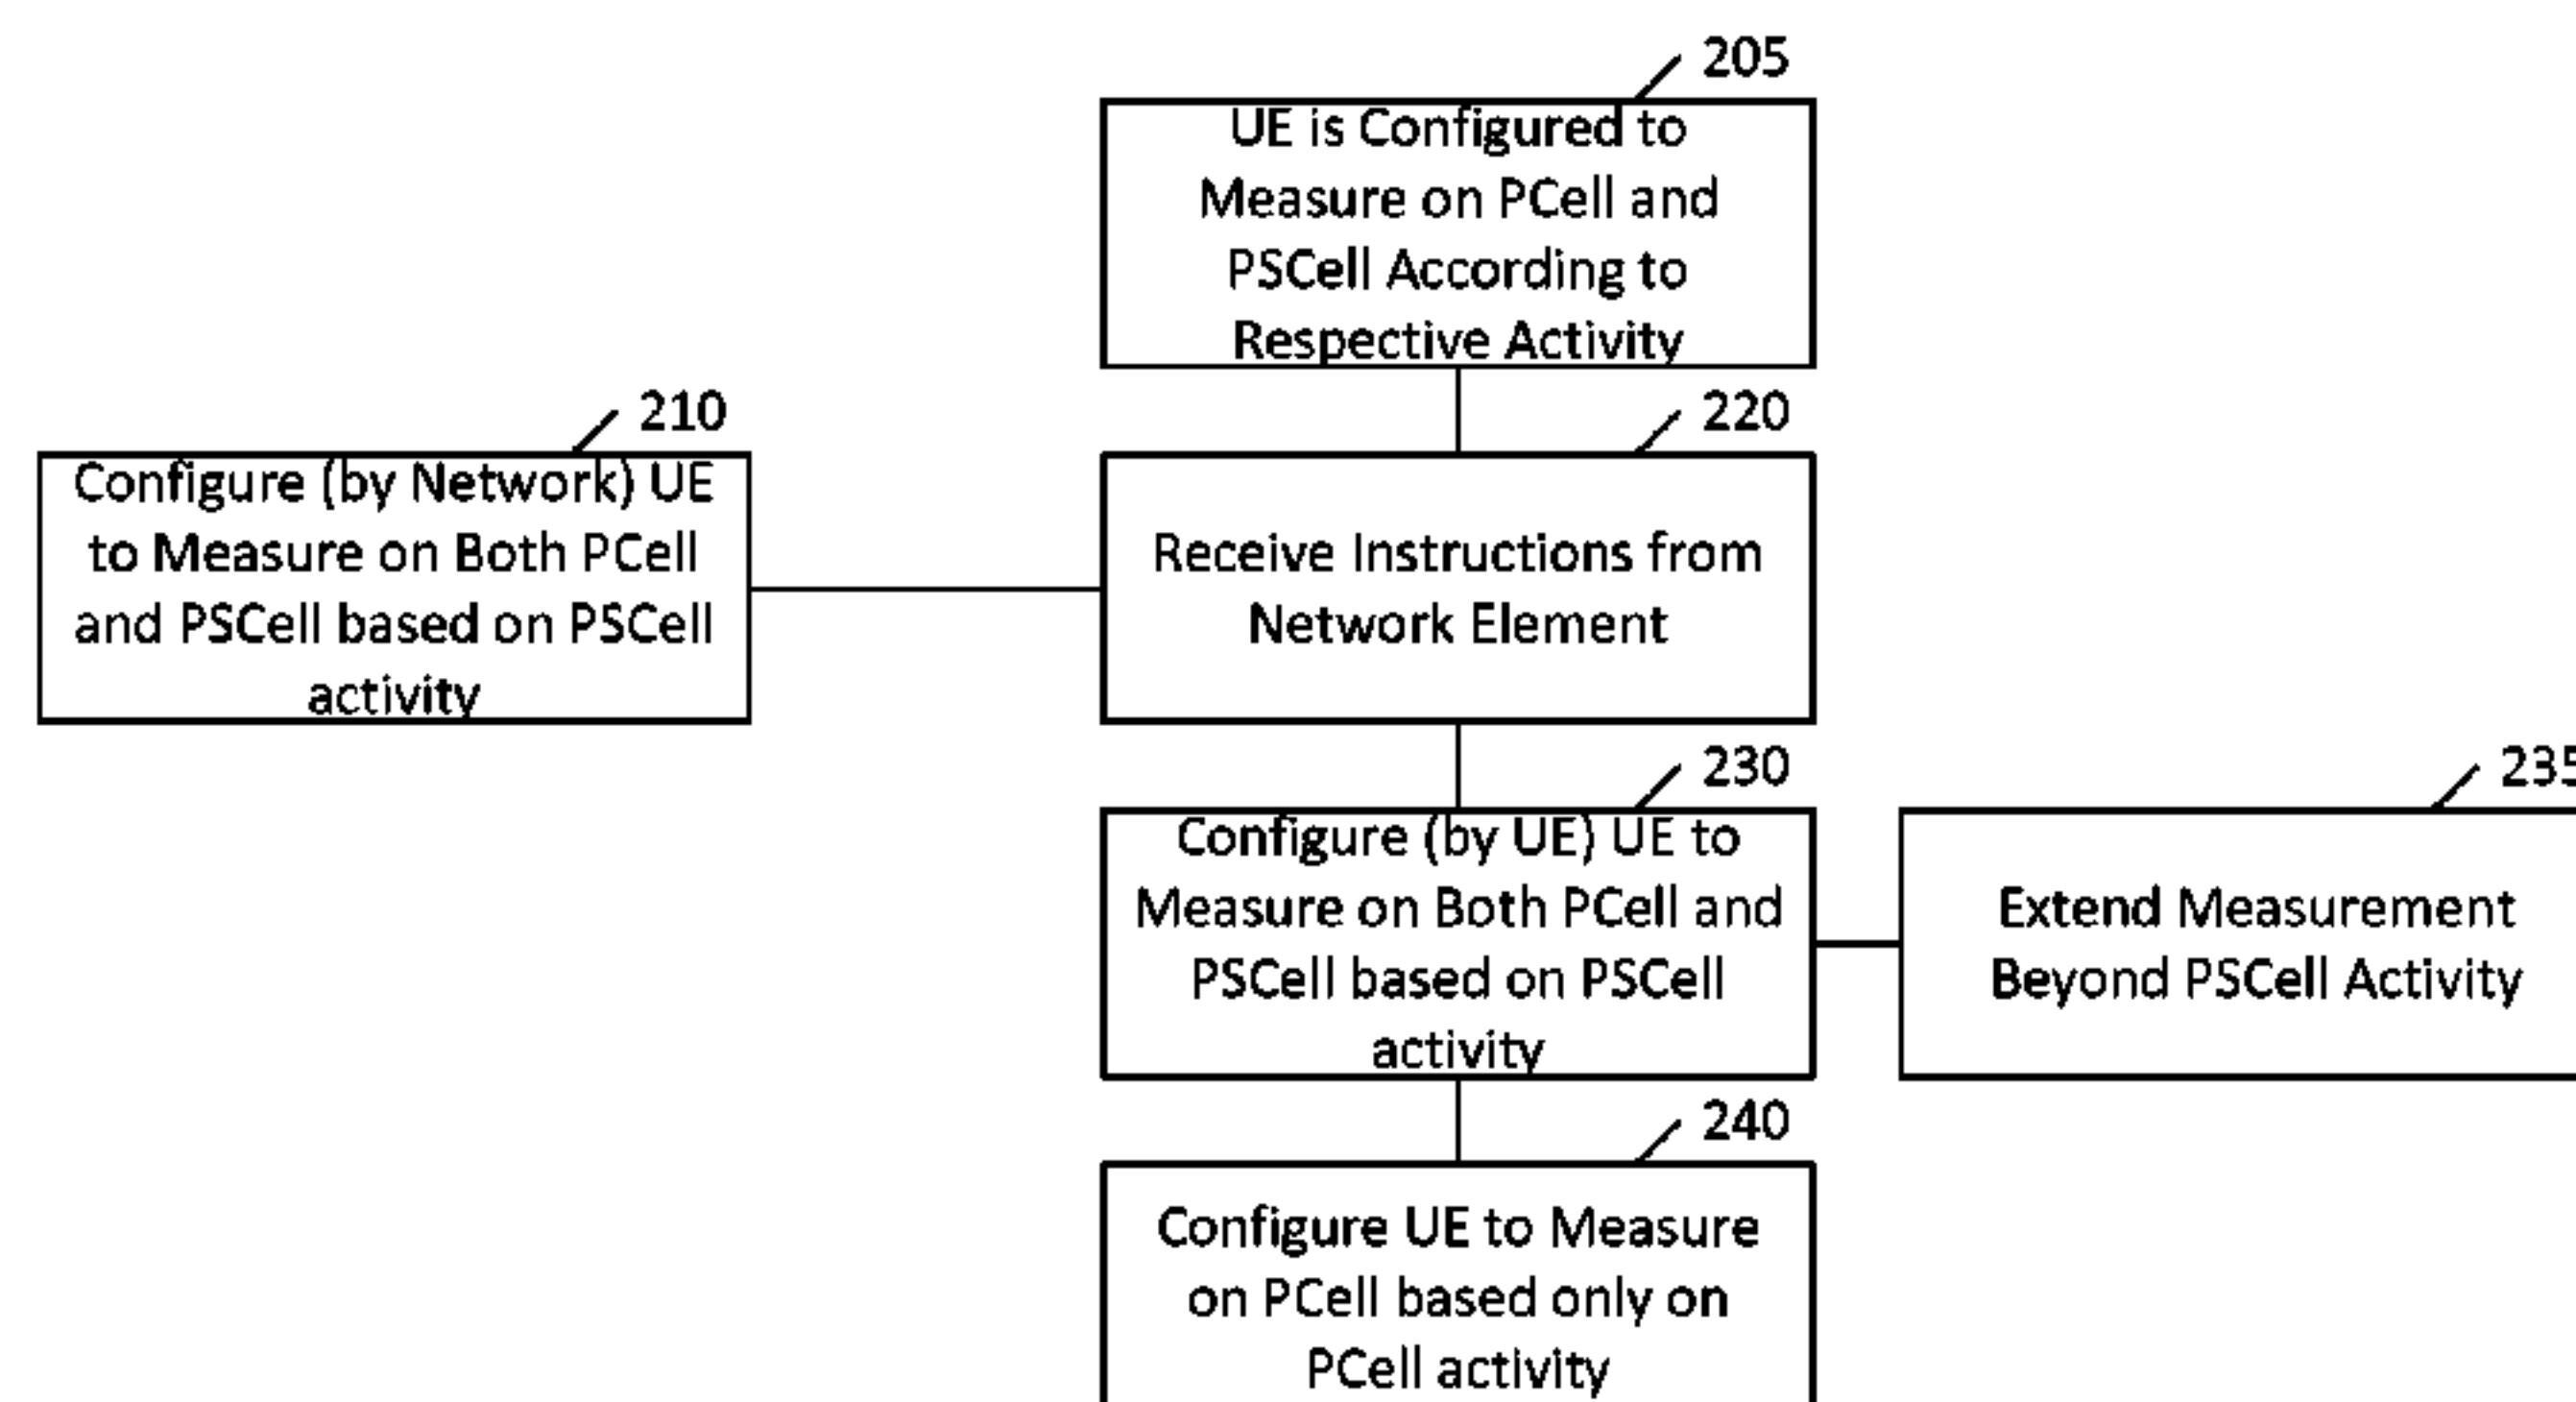 205
UE is Configured to
Measure on PCell and
PSCell According to
Respective Activity
210
Configure (by Network) UE
to Measure on Both PCell
and PSCell based on PSCell
activity
220
Receive Instructions from
Network Element
230
Configure (by UE) UE to
Measure on Both PCell and
PSCell based on PSCell
activity
235
Extend Measurement
Beyond PSCell Activity
240
Configure UE to Measure
on PCell based only on
PCell activity